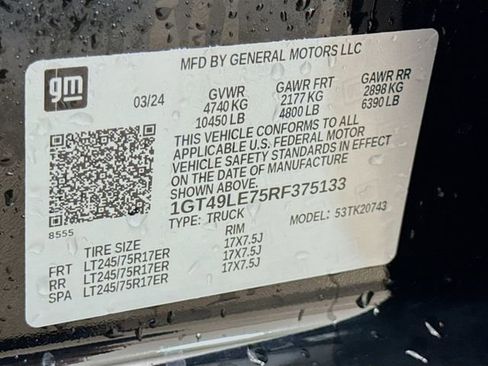 MFD BY GENERAL MOTORS LLC
gm
03/24
GVWR GAWR FRT GAWR RR
4740 KG 2177 KG 2898 KG
10450 LB 4800 LB 6390 LB
THIS VEHICLE CONFORMS TO ALL
APPLICABLE U.S. FEDERAL MOTOR
VEHICLE SAFETY STANDARDS IN EFFECT
ON THE DATE OF MANUFACTURE
SHOWN ABOVE.
1GT49LE75RF375133
TYPE: TRUCK MODEL: 53TK20743
8555
TIRE SIZE RIM
FRT LT245/75R17ER 17X7.5J
RR LT245/75R17ER 17X7.5J
SPA LT245/75R17ER 17X7.5J